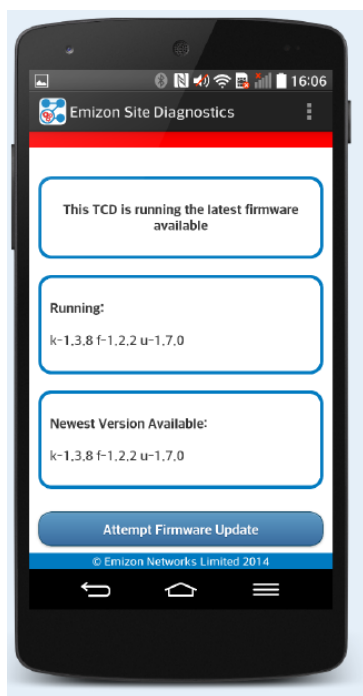 16:06
Emizon Site Diagnostics
This TCD is running the latest firmware
available
Running:
k-1.3.8 f-1.2.2 u-1.7.0
Newest Version Available:
k-1.3.8 f-1.2.2 u-1.7.0
Attempt Firmware Update
© Emizon Networks Limited 2014